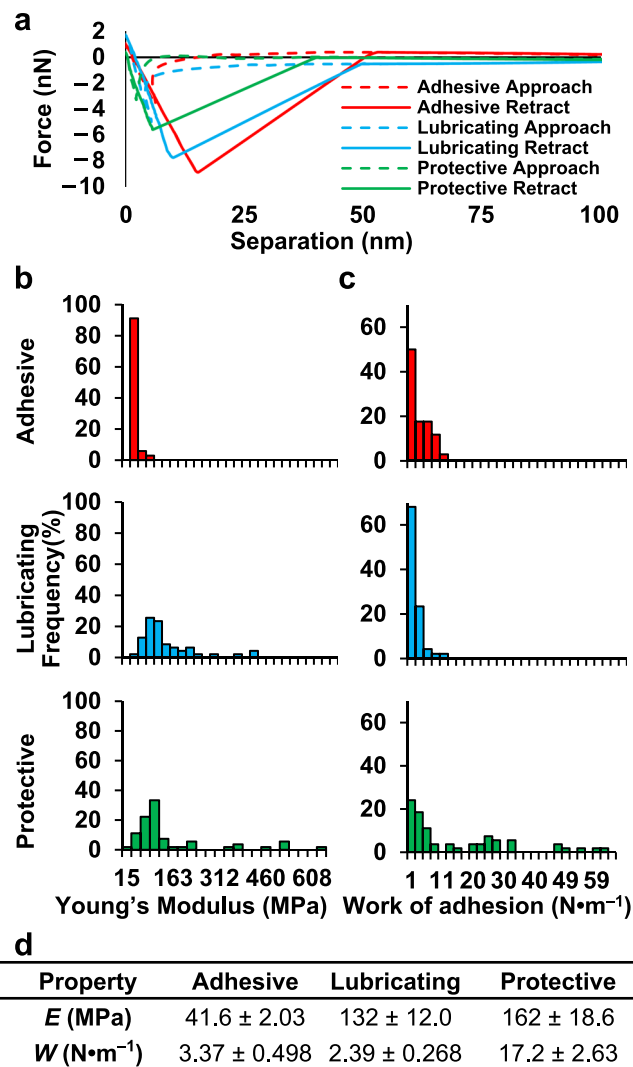 a
2
0
−2
−4
−6
−8
−10
Force (nN)
Adhesive Approach
Adhesive Retract
Lubricating Approach
Lubricating Retract
Protective Approach
Protective Retract
0 25 50 75 100
Separation (nm)
b
100
80
60
40
20
0
Adhesive
100
80
60
40
20
0
Lubricating
Frequency(%)
100
80
60
40
20
0
Protective
15 163 312 460 608
Young's Modulus (MPa)
c
60
40
20
0
60
40
20
0
60
40
20
0
1 11 20 30 40 49 59
Work of adhesion (N•m⁻¹)
d
Property Adhesive Lubricating Protective
E (MPa) 41.6 ± 2.03 132 ± 12.0 162 ± 18.6
W (N•m⁻¹) 3.37 ± 0.498 2.39 ± 0.268 17.2 ± 2.63